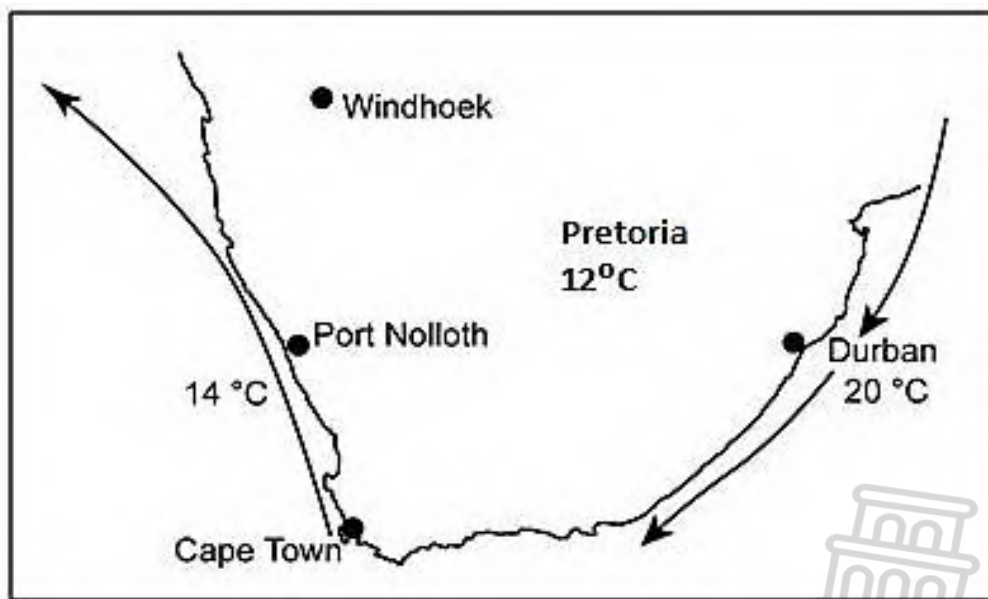 Windhoek
Pretoria
12°C
Port Nolloth
Durban
14 °C
20 °C
Cape Town